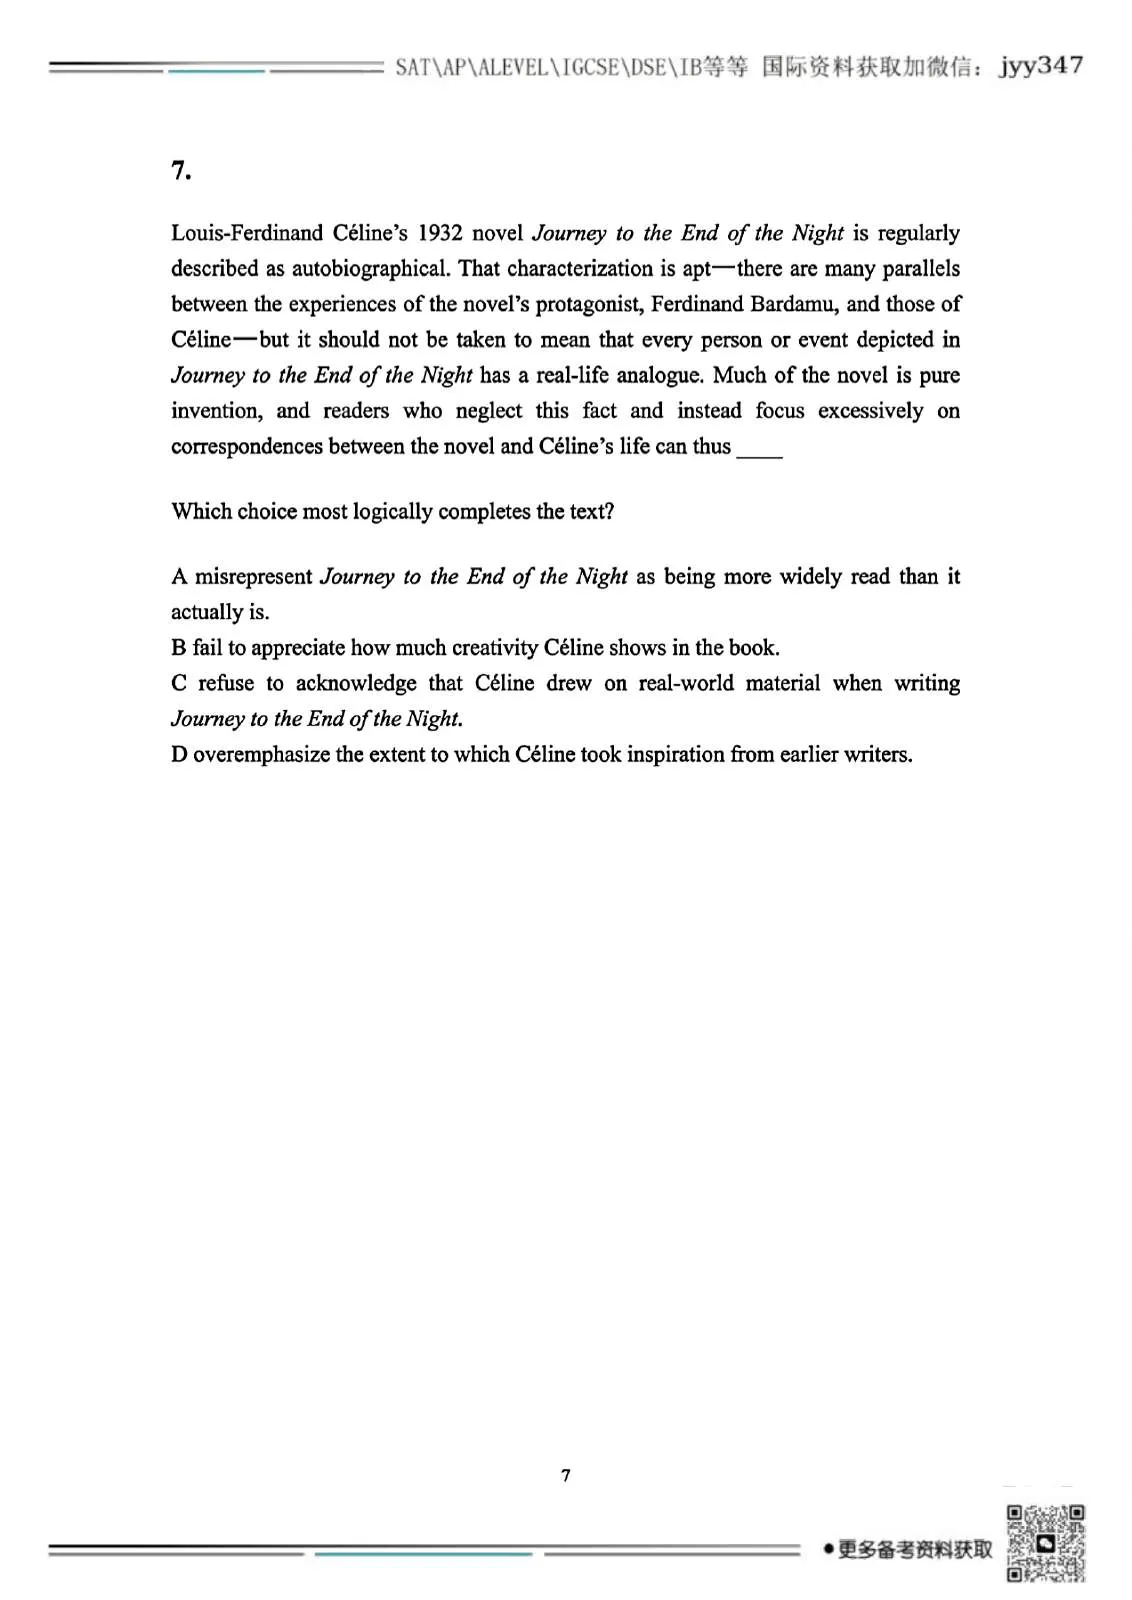 SAT\AP\ALEVEL\IGCSE\DSE\IB等等 国际资料获取加微信：jyy347
7.
Louis-Ferdinand Céline’s 1932 novel Journey to the End of the Night is regularly
described as autobiographical. That characterization is apt—there are many parallels
between the experiences of the novel’s protagonist, Ferdinand Bardamu, and those of
Céline—but it should not be taken to mean that every person or event depicted in
Journey to the End of the Night has a real-life analogue. Much of the novel is pure
invention, and readers who neglect this fact and instead focus excessively on
correspondences between the novel and Céline’s life can thus ____
Which choice most logically completes the text?
A misrepresent Journey to the End of the Night as being more widely read than it
actually is.
B fail to appreciate how much creativity Céline shows in the book.
C refuse to acknowledge that Céline drew on real-world material when writing
Journey to the End of the Night.
D overemphasize the extent to which Céline took inspiration from earlier writers.
7
●更多备考资料获取